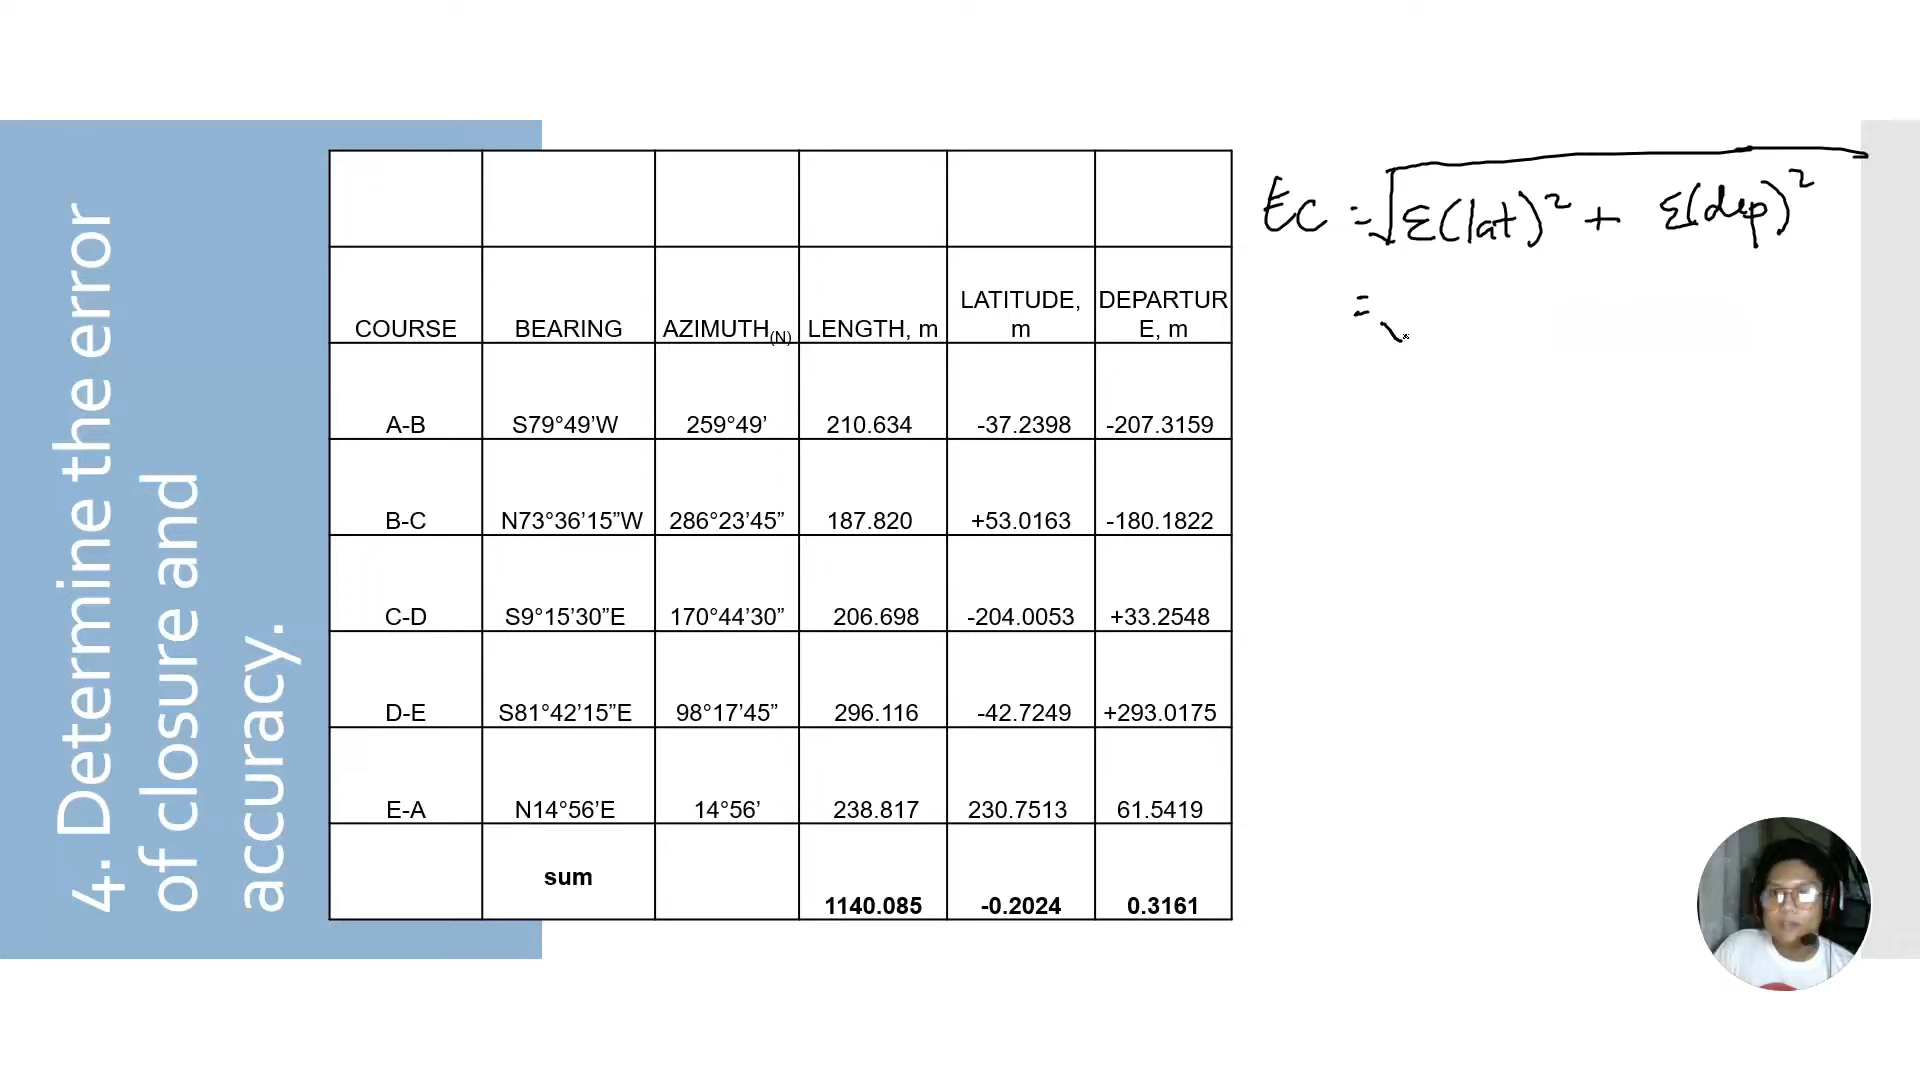 4. Determine the error
of closure and
accuracy.
COURSE BEARING AZIMUTH(N) LENGTH, m LATITUDE, m DEPARTURE, m
A-B S79°49’W 259°49’ 210.634 -37.2398 -207.3159
B-C N73°36’15”W 286°23’45” 187.820 +53.0163 -180.1822
C-D S9°15’30”E 170°44’30” 206.698 -204.0053 +33.2548
D-E S81°42’15”E 98°17’45” 296.116 -42.7249 +293.0175
E-A N14°56’E 14°56’ 238.817 230.7513 61.5419
sum 1140.085 -0.2024 0.3161
EC = √Σ(lat)² + Σ(dep)²
=